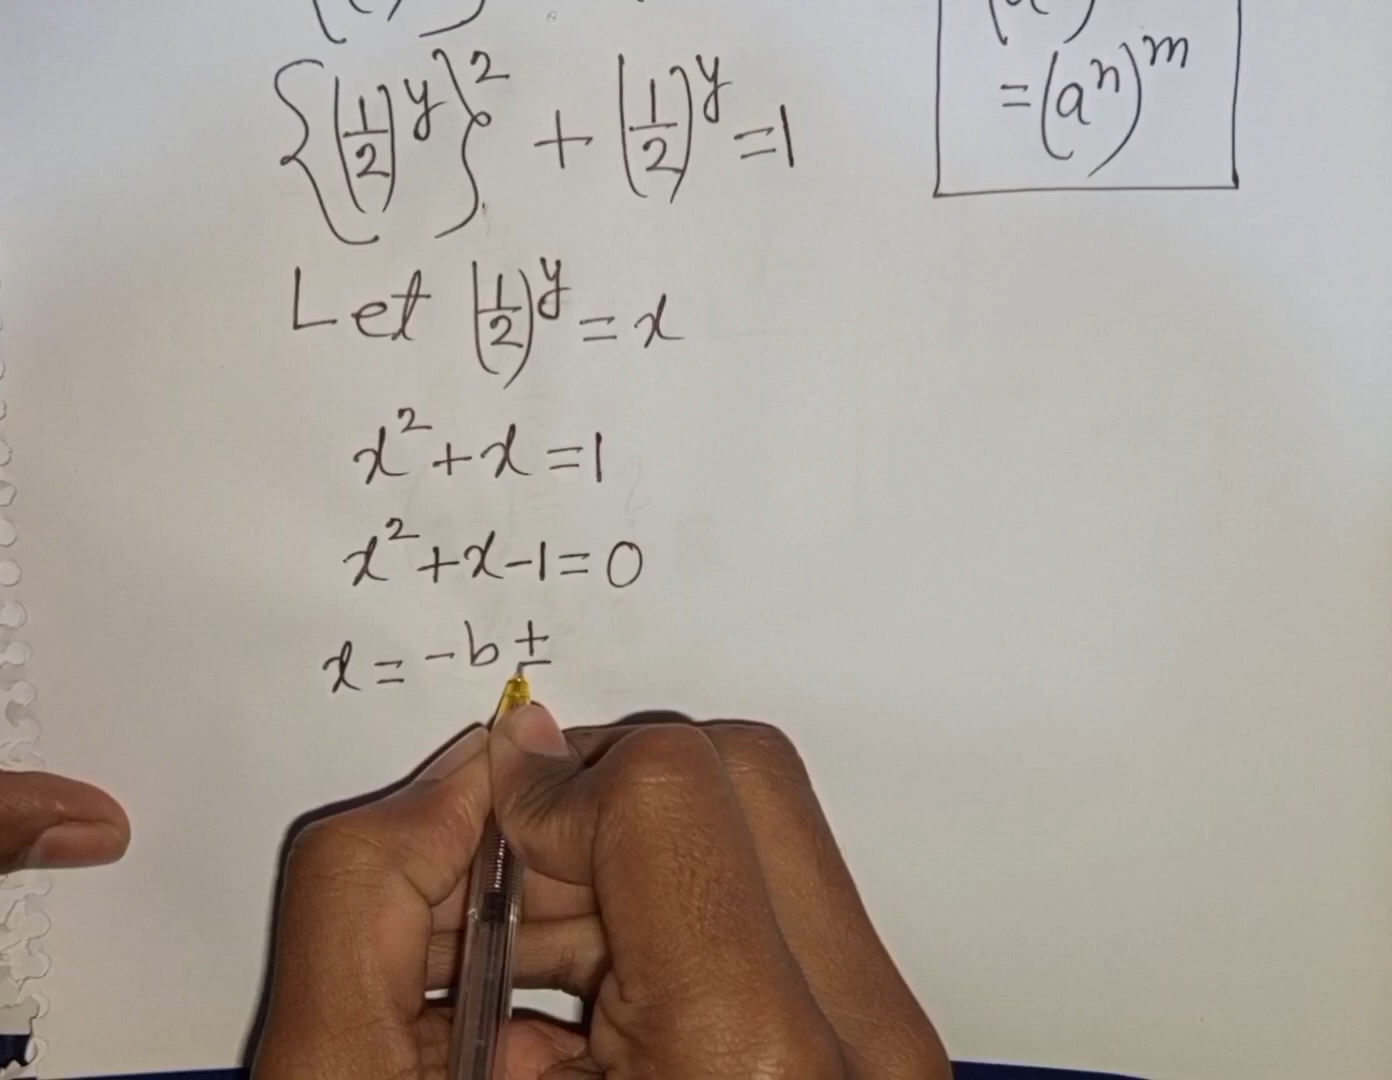 {(1/2)^y}^2 + (1/2)^y = 1
= (a^n)^m
Let (1/2)^y = x
x^2 + x = 1
x^2 + x - 1 = 0
x = -b ±